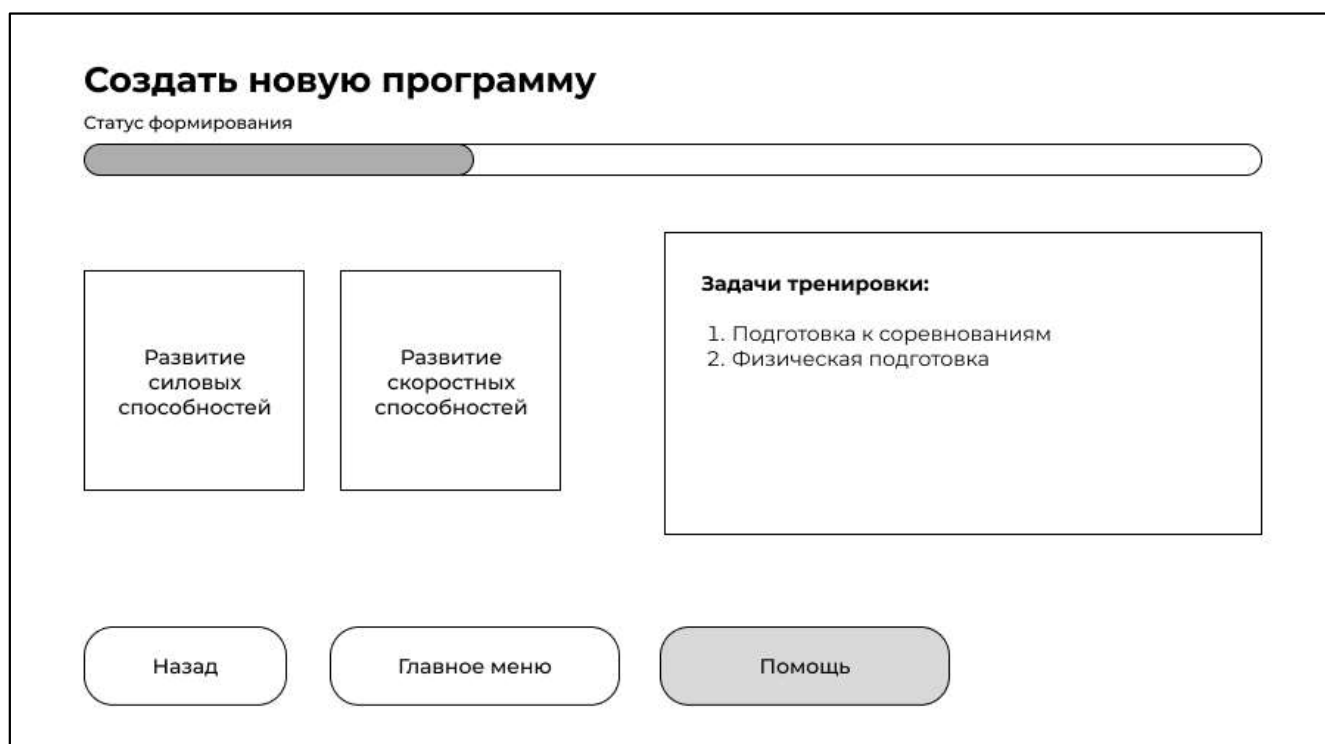 Создать новую программу
Статус формирования
Развитие
силовых
способностей
Развитие
скоростных
способностей
Задачи тренировки:
1. Подготовка к соревнованиям
2. Физическая подготовка
Назад
Главное меню
Помощь